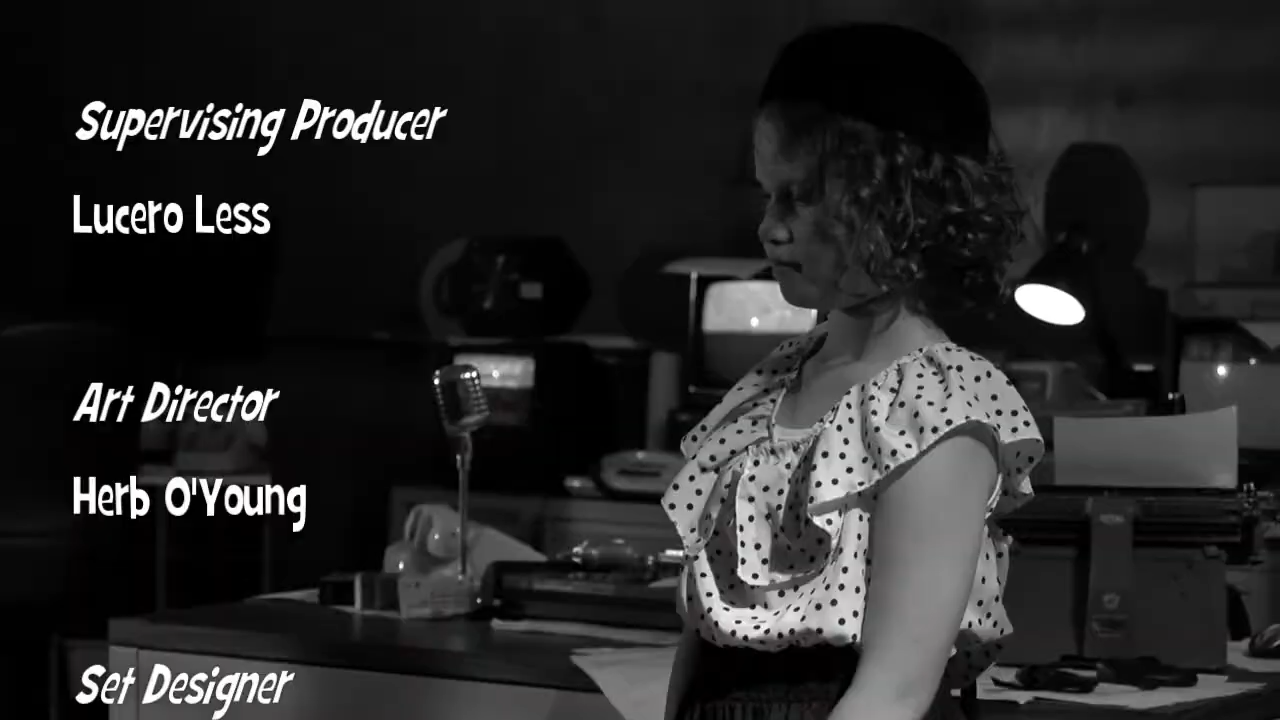 Supervising Producer
Lucero Less
Art Director
Herb O'Young
Set Designer